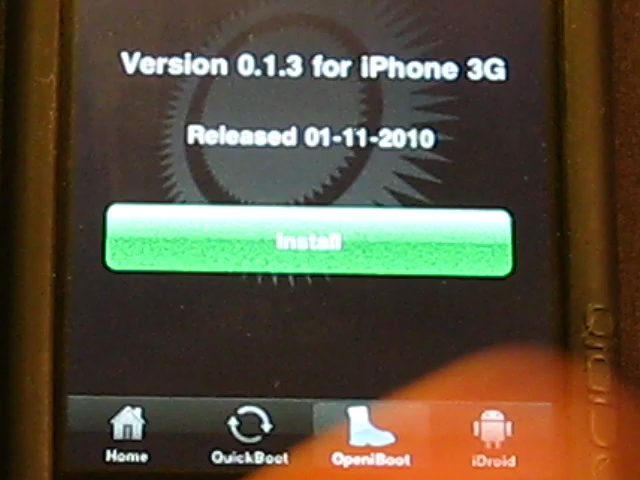 Version 0.1.3 for iPhone 3G
Released 01-11-2010
Install
Home
QuickBoot
OpeniBoot
iDroid